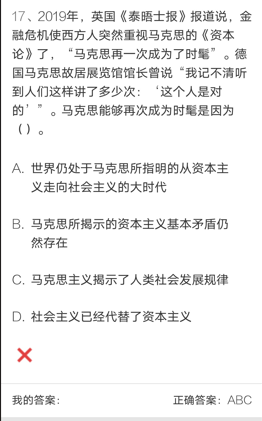 17、2019年，英国《泰晤士报》报道说，金
融危机使西方人突然重视马克思的《资本
论》了，“马克思再一次成为了时髦”。德
国马克思故居展览馆馆长曾说“我记不清听
到人们这样讲了多少次：‘这个人是对
的’”。马克思能够再次成为时髦是因为
（）。
A. 世界仍处于马克思所指明的从资本主
义走向社会主义的大时代
B. 马克思所揭示的资本主义基本矛盾仍
然存在
C. 马克思主义揭示了人类社会发展规律
D. 社会主义已经代替了资本主义
我的答案： 正确答案：ABC